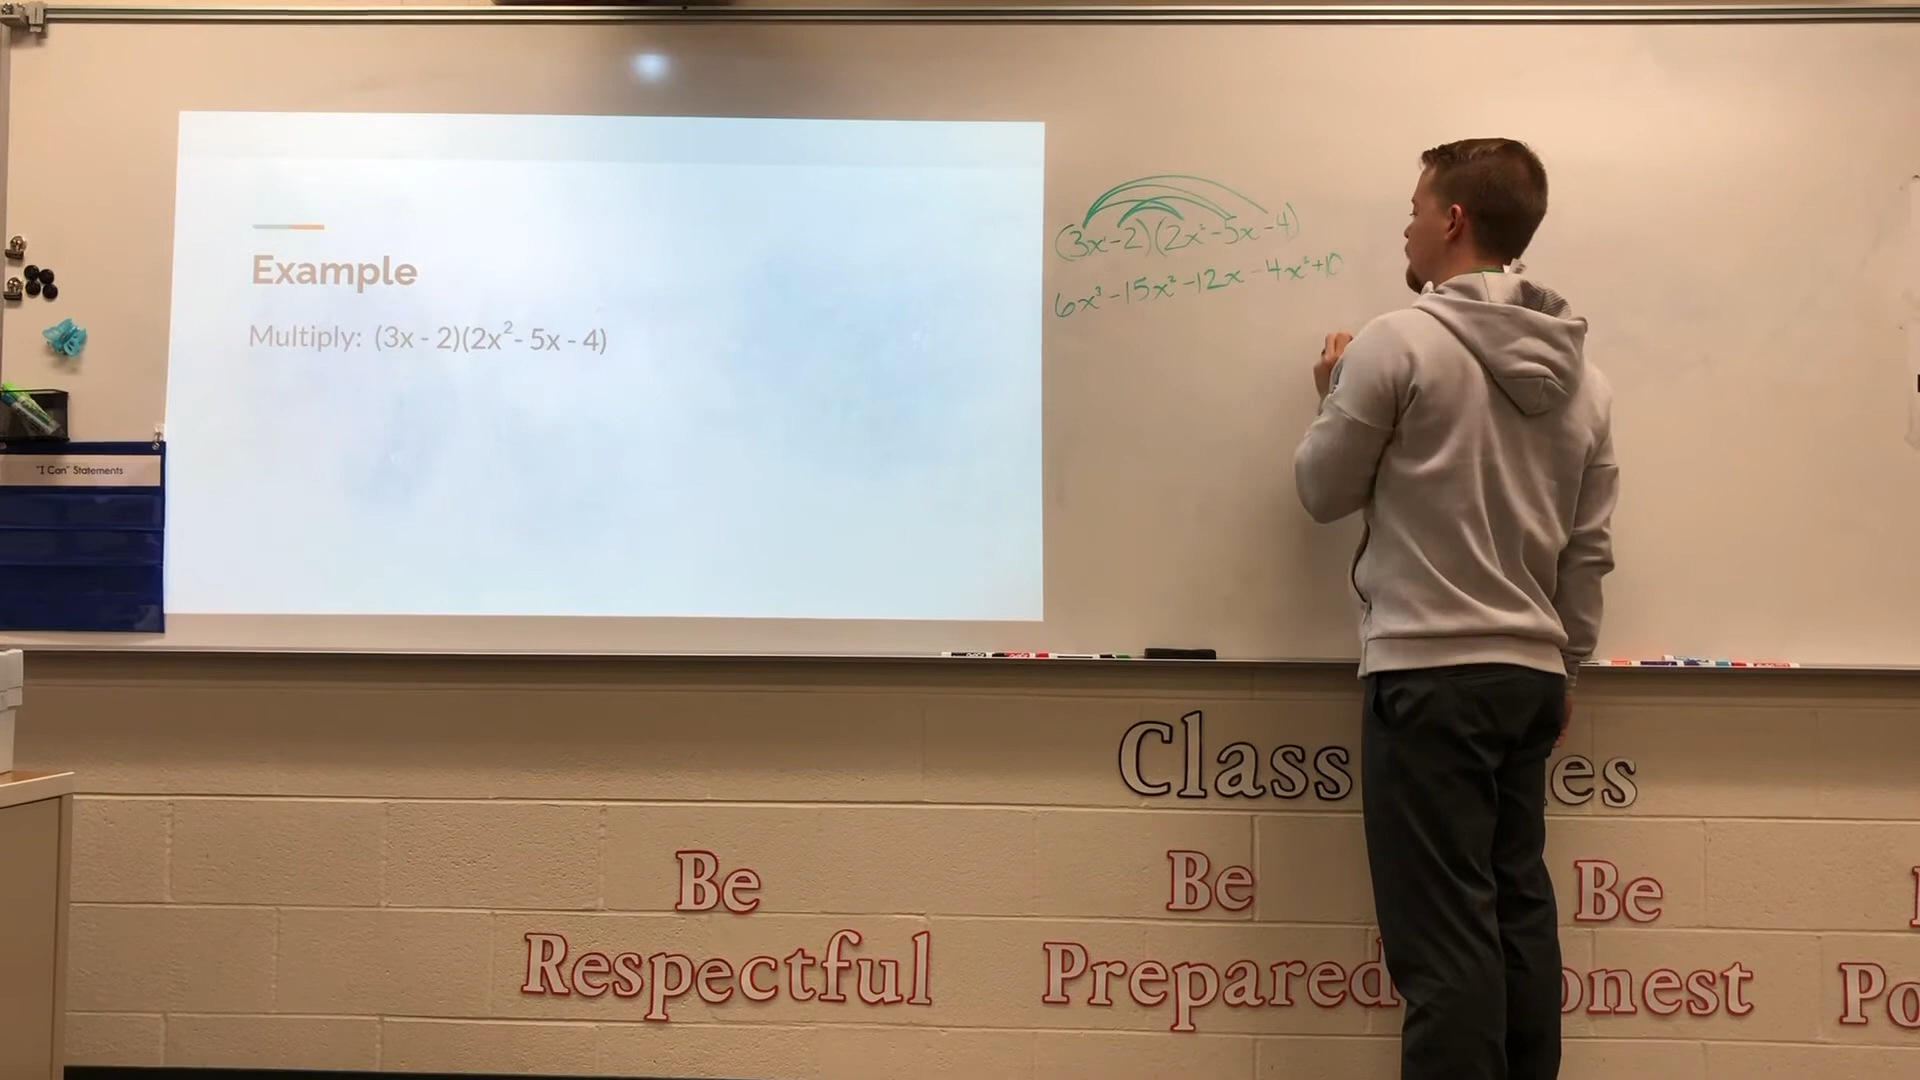 Example
Multiply: (3x - 2)(2x² - 5x - 4)
(3x-2)(2x²-5x-4)
6x³-15x²-12x-4x²+10
"I Can" Statements
Class es
Be Respectful
Be Prepared
Be onest
Po